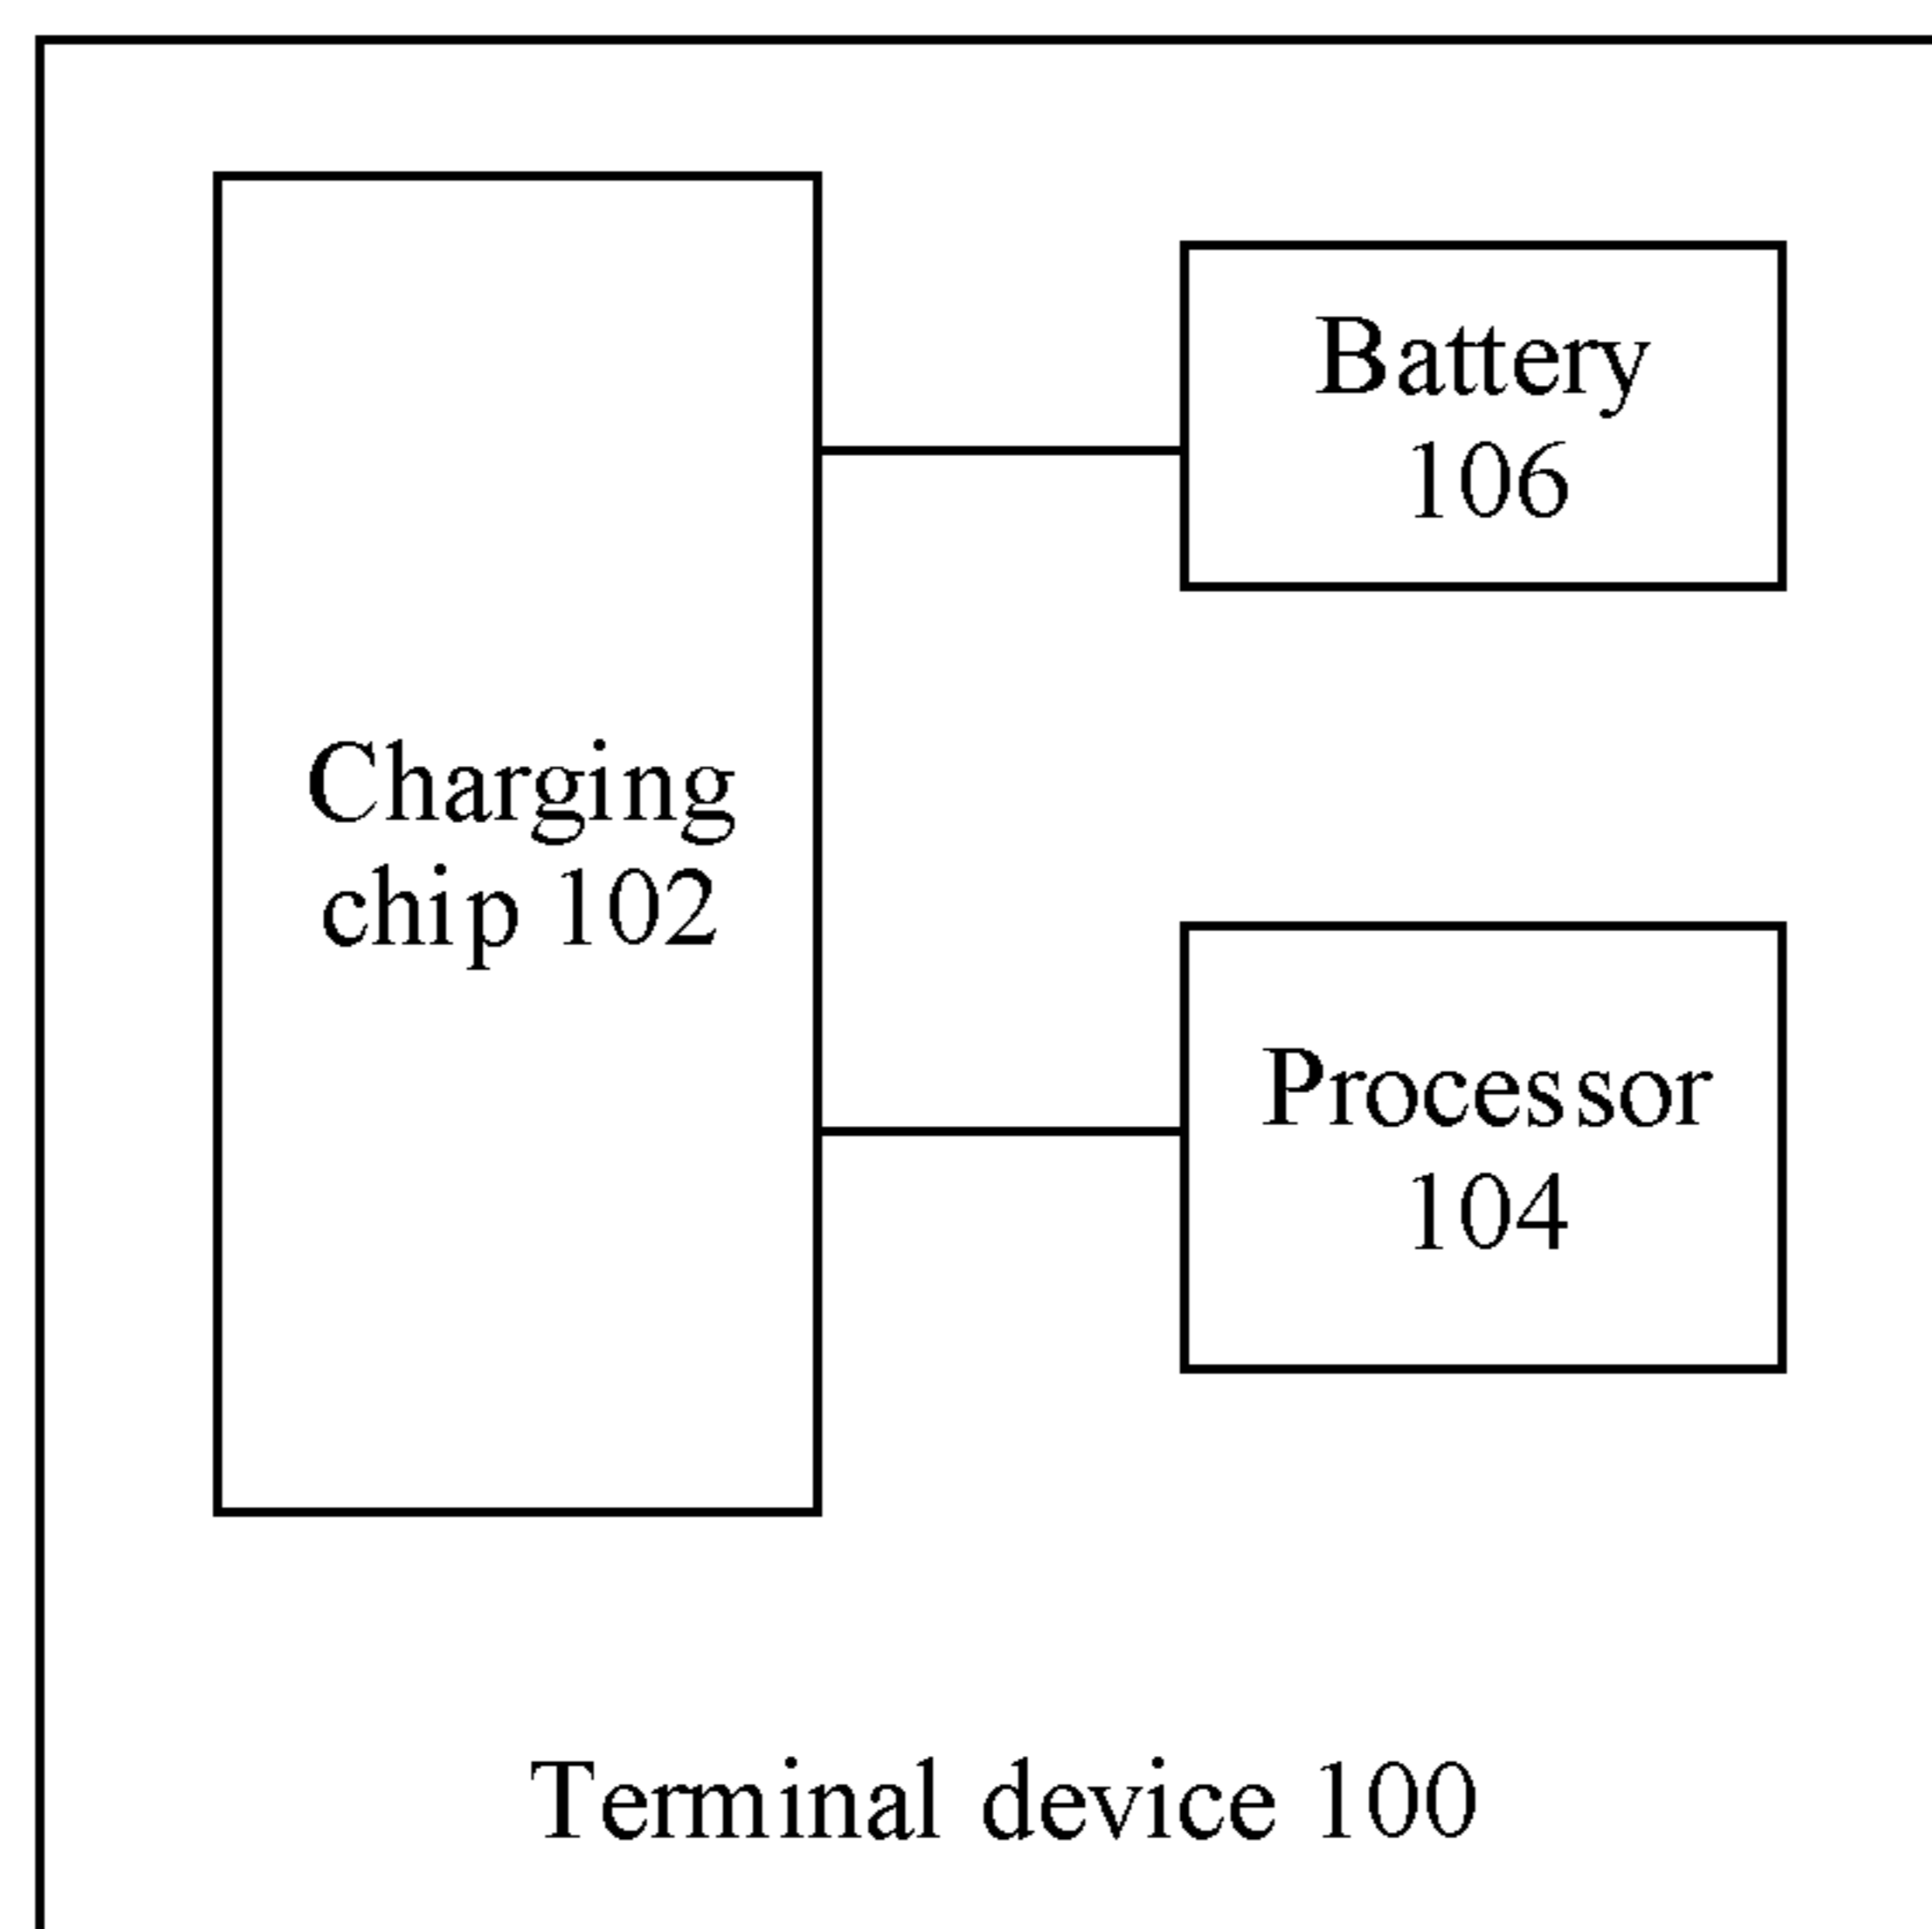 Battery
106
Charging
chip 102
Processor
104
Terminal device 100